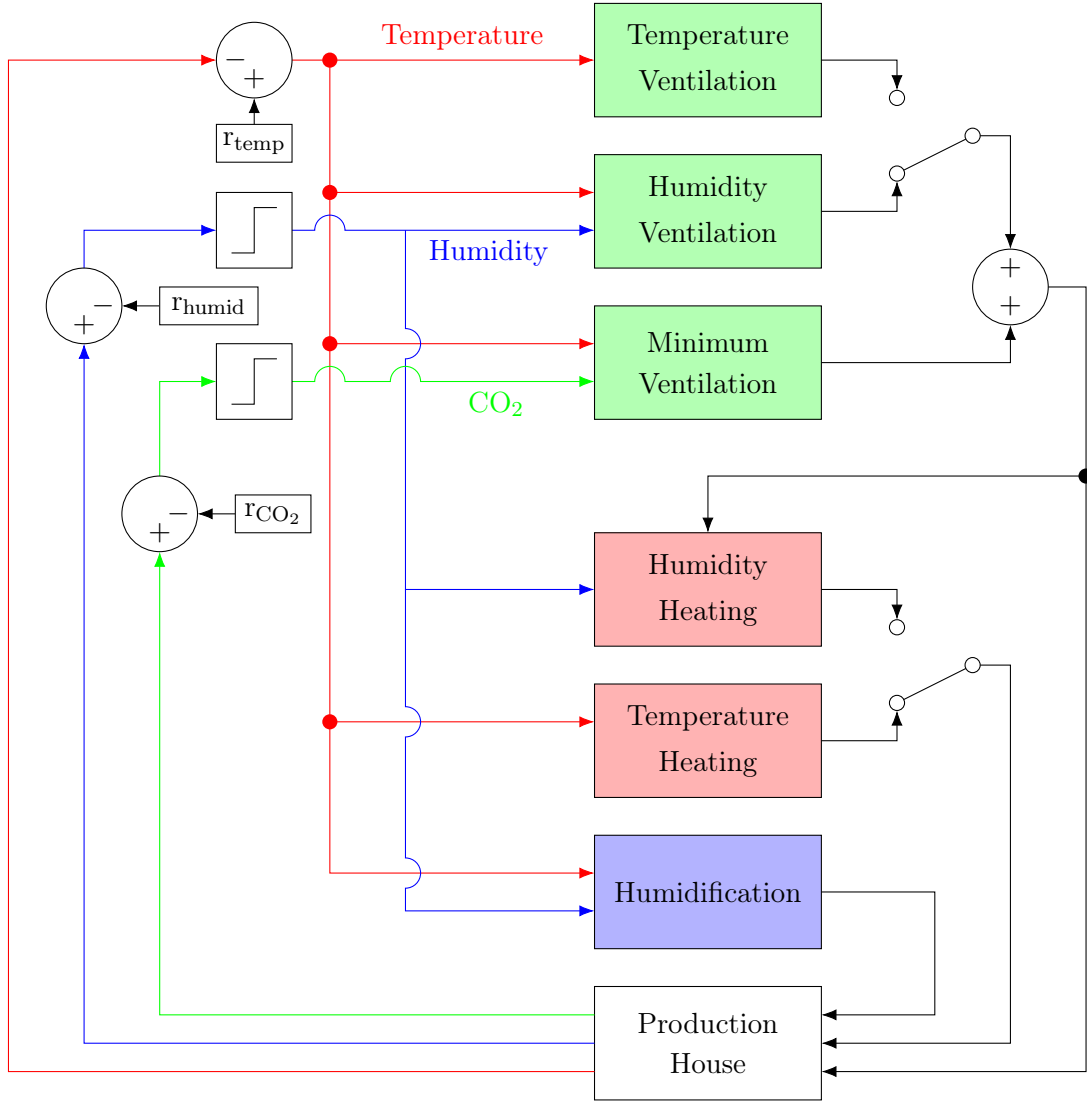 Temperature
Temperature
Ventilation
−
+
r_temp
Humidity
Ventilation
Humidity
+
+
r_humid
−
+
Minimum
Ventilation
CO₂
r_CO₂
−
+
Humidity
Heating
Temperature
Heating
Humidification
Production
House